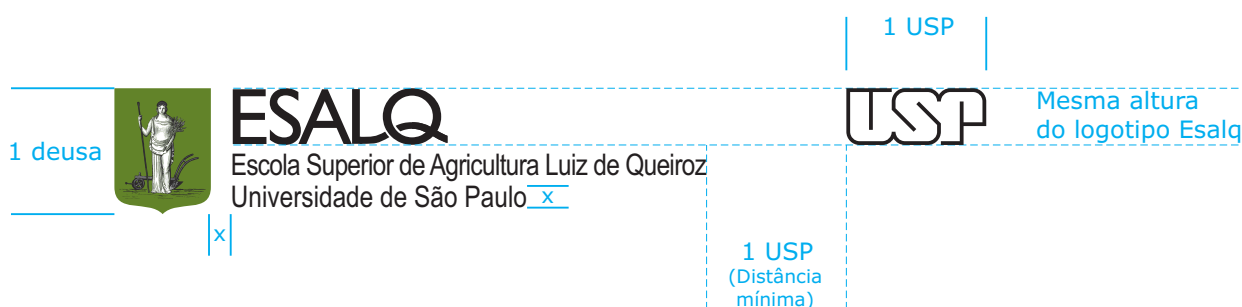 1 USP
1 deusa
ESALQ
Escola Superior de Agricultura Luiz de Queiroz
Universidade de São Paulo
x
x
USP
Mesma altura
do logotipo Esalq
1 USP
(Distância
mínima)